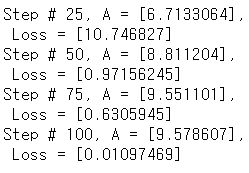 Step # 25, A = [6.7133064],
Loss = [10.746827]
Step # 50, A = [8.811204],
Loss = [0.97156245]
Step # 75, A = [9.551101],
Loss = [0.6305945]
Step # 100, A = [9.578607],
Loss = [0.01097469]